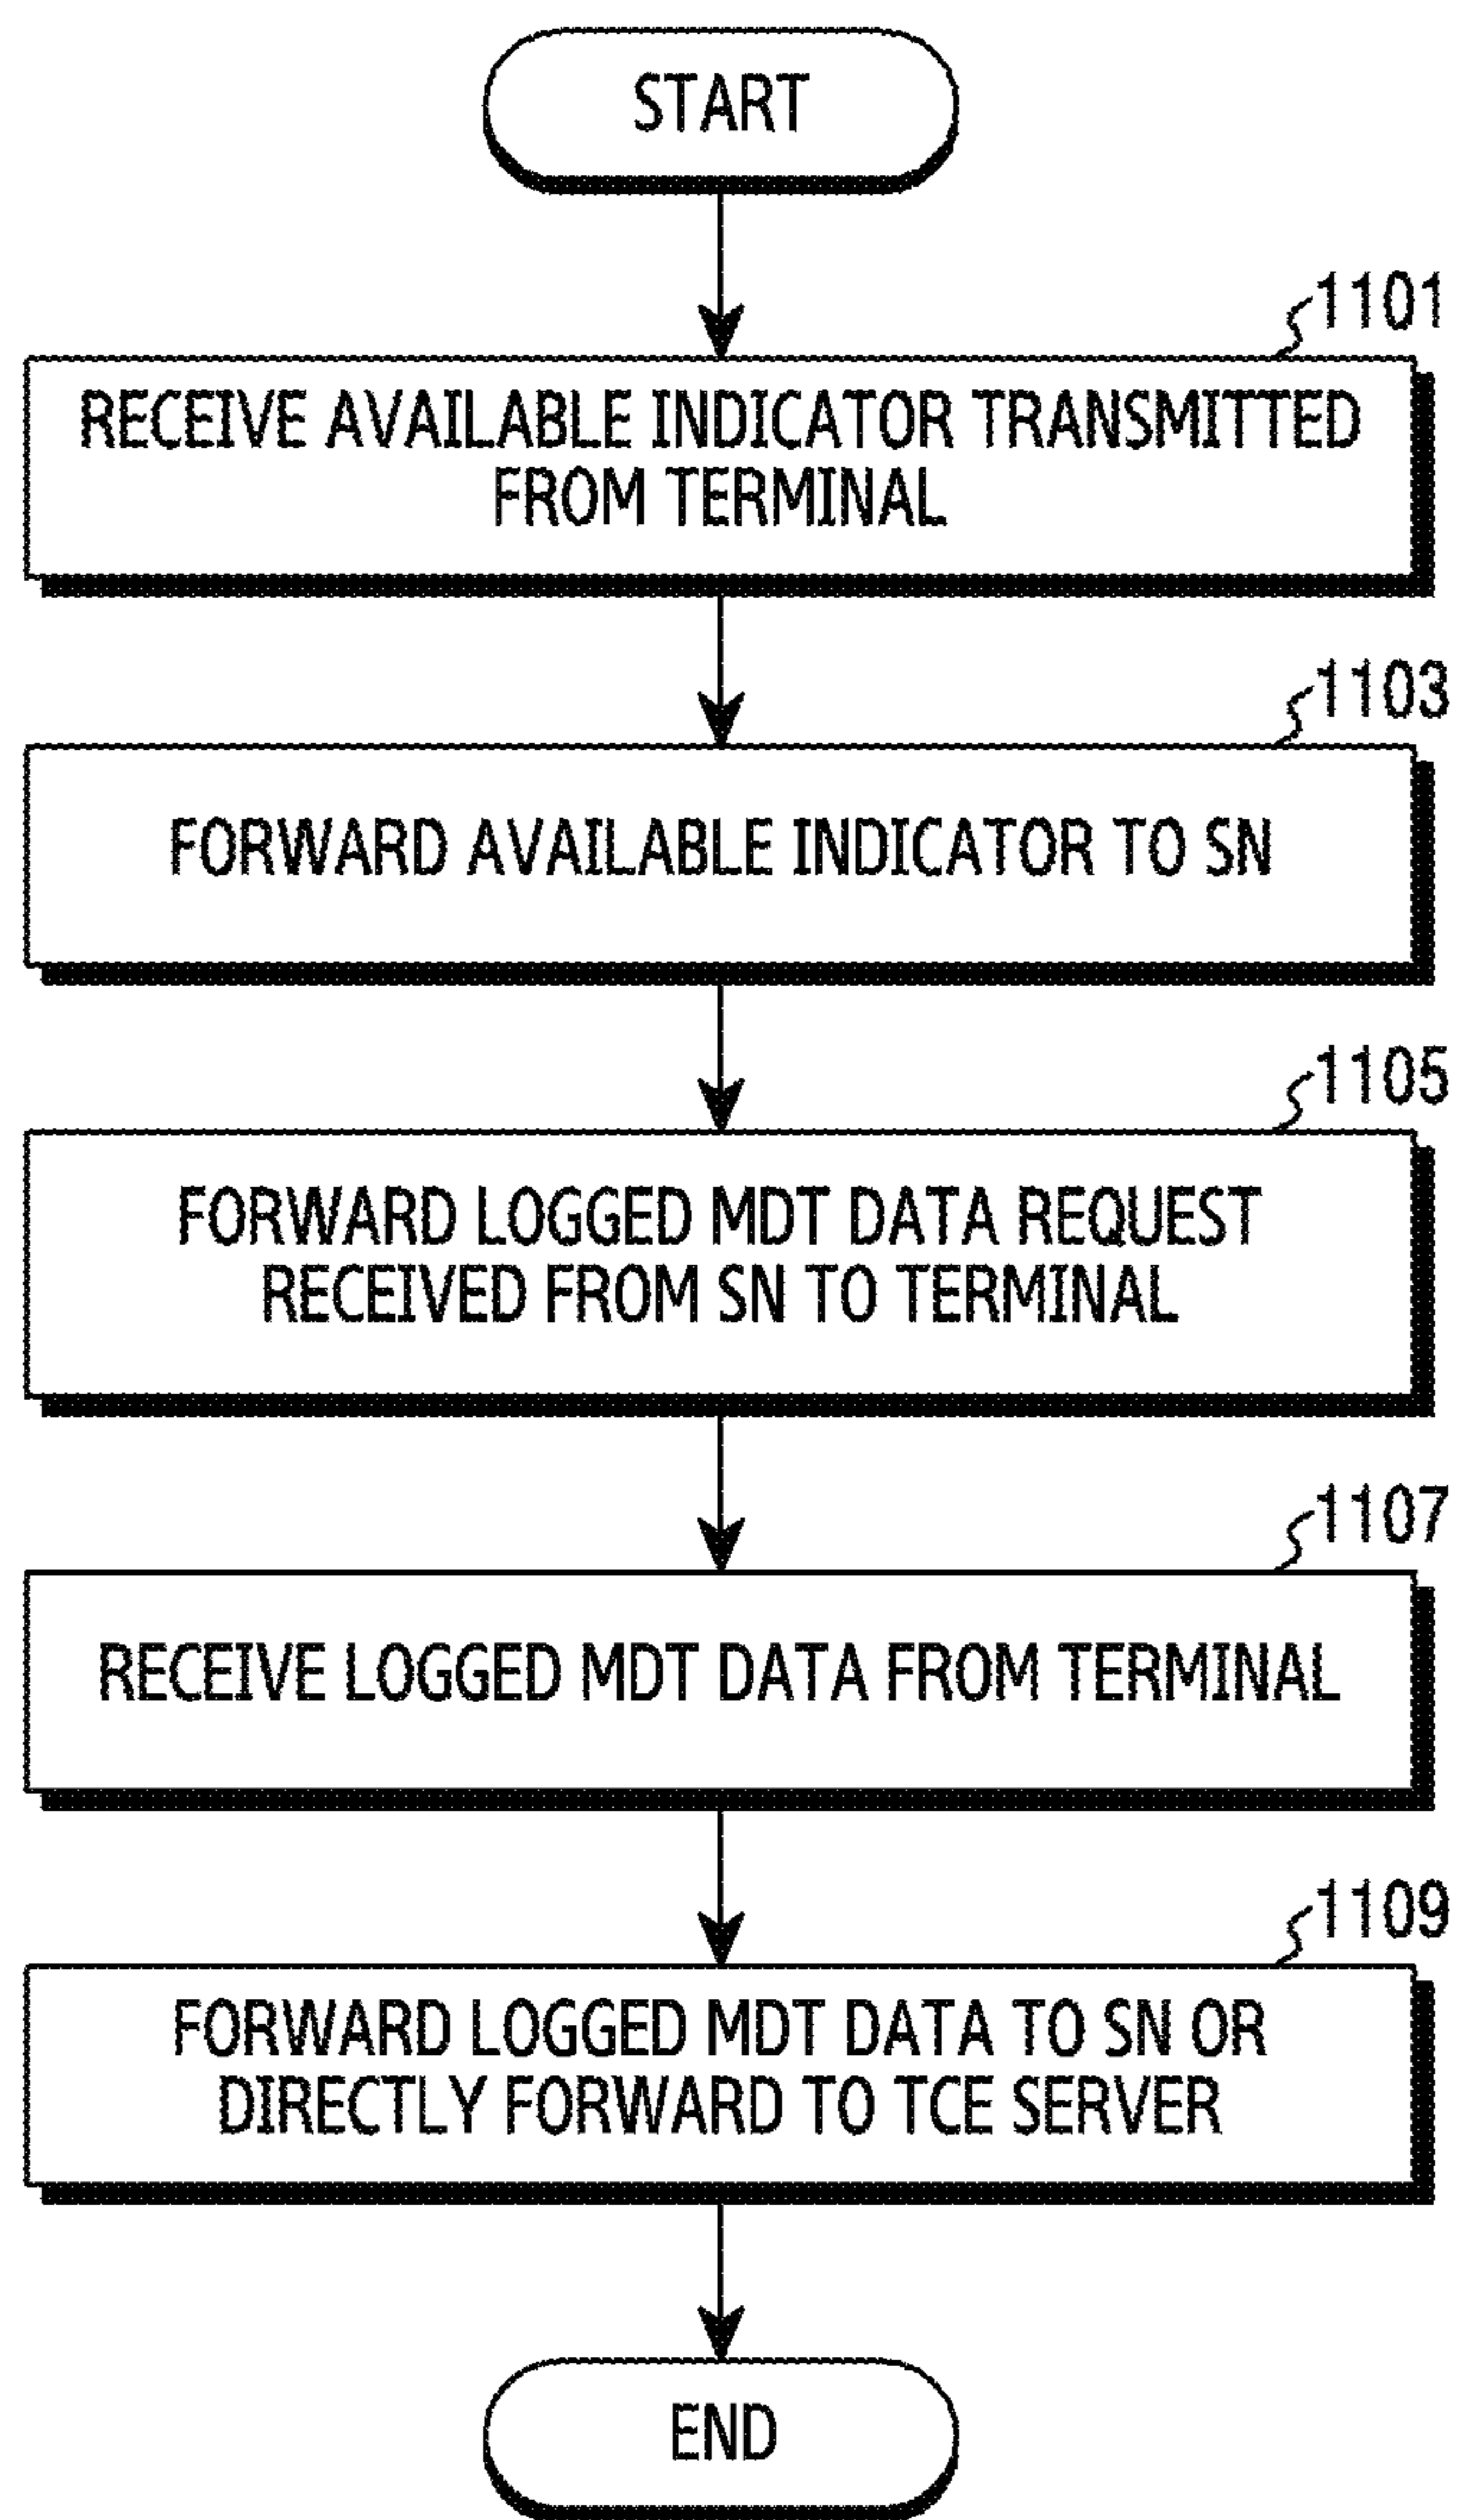 START
1101
RECEIVE AVAILABLE INDICATOR TRANSMITTED
FROM TERMINAL
1103
FORWARD AVAILABLE INDICATOR TO SN
1105
FORWARD LOGGED MDT DATA REQUEST
RECEIVED FROM SN TO TERMINAL
1107
RECEIVE LOGGED MDT DATA FROM TERMINAL
1109
FORWARD LOGGED MDT DATA TO SN OR
DIRECTLY FORWARD TO TCE SERVER
END